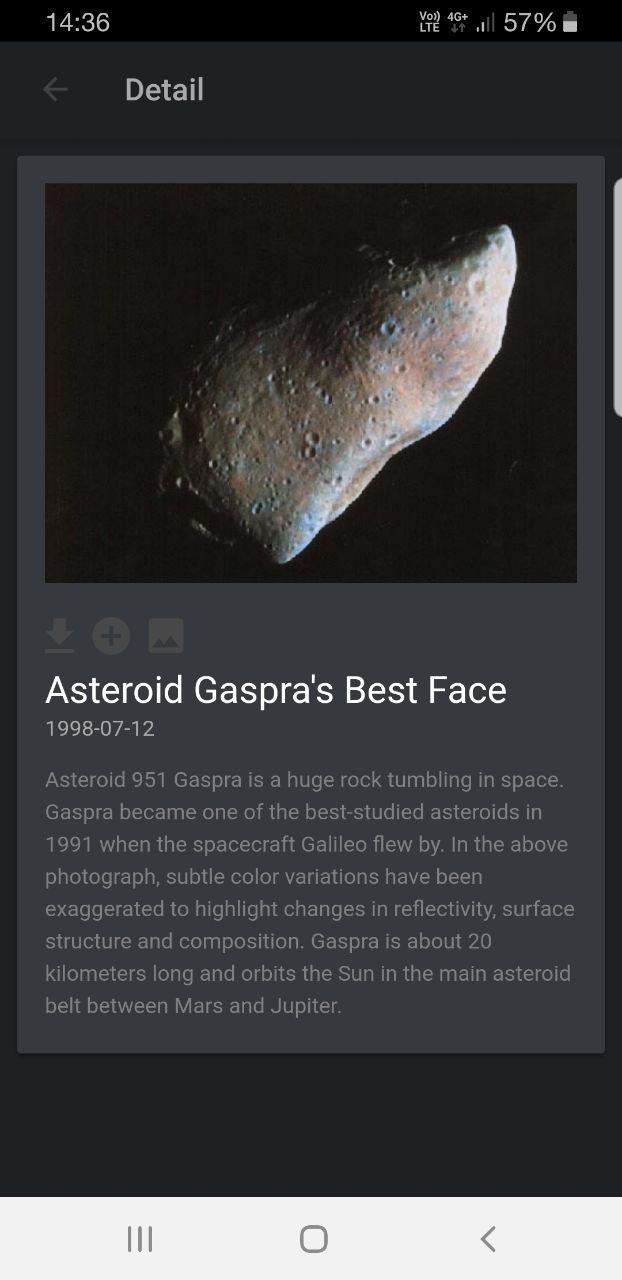 14:36
Vo)) LTE 4G+ 57%
Detail
Asteroid Gaspra's Best Face
1998-07-12
Asteroid 951 Gaspra is a huge rock tumbling in space.
Gaspra became one of the best-studied asteroids in
1991 when the spacecraft Galileo flew by. In the above
photograph, subtle color variations have been
exaggerated to highlight changes in reflectivity, surface
structure and composition. Gaspra is about 20
kilometers long and orbits the Sun in the main asteroid
belt between Mars and Jupiter.